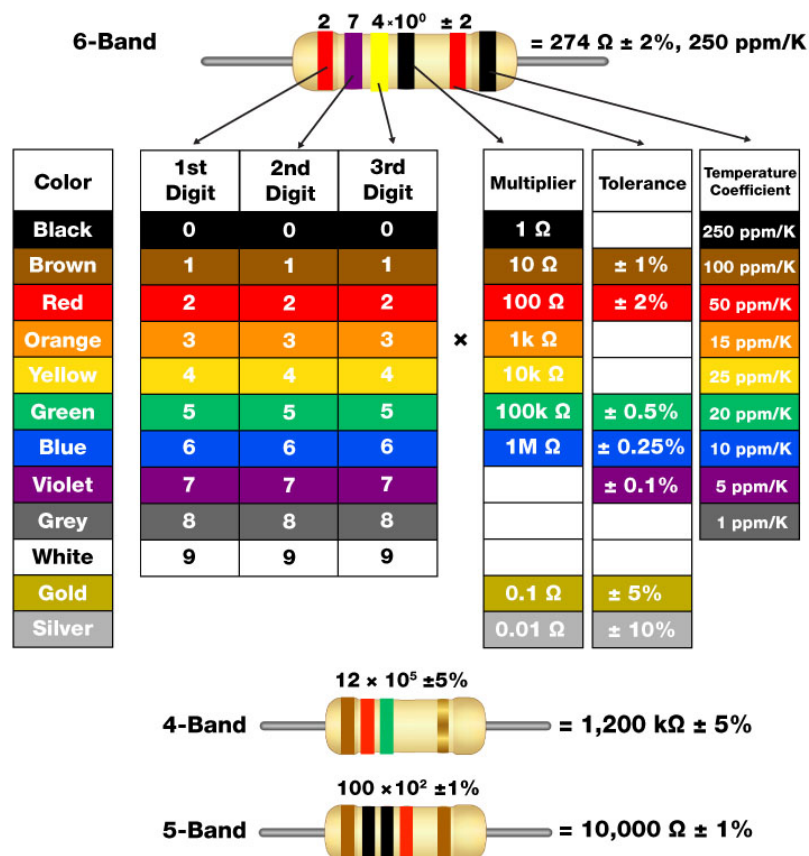 2 7 4 ×10⁰ ± 2
6-Band = 274 Ω ± 2%, 250 ppm/K
Color 1st Digit 2nd Digit 3rd Digit Multiplier Tolerance Temperature Coefficient
Black 0 0 0 1 Ω 250 ppm/K
Brown 1 1 1 10 Ω ± 1% 100 ppm/K
Red 2 2 2 100 Ω ± 2% 50 ppm/K
Orange 3 3 3 × 1k Ω 15 ppm/K
Yellow 4 4 4 10k Ω 25 ppm/K
Green 5 5 5 100k Ω ± 0.5% 20 ppm/K
Blue 6 6 6 1M Ω ± 0.25% 10 ppm/K
Violet 7 7 7 ± 0.1% 5 ppm/K
Grey 8 8 8 1 ppm/K
White 9 9 9
Gold 0.1 Ω ± 5%
Silver 0.01 Ω ± 10%
12 × 10⁵ ±5%
4-Band = 1,200 kΩ ± 5%
100 ×10² ±1%
5-Band = 10,000 Ω ± 1%